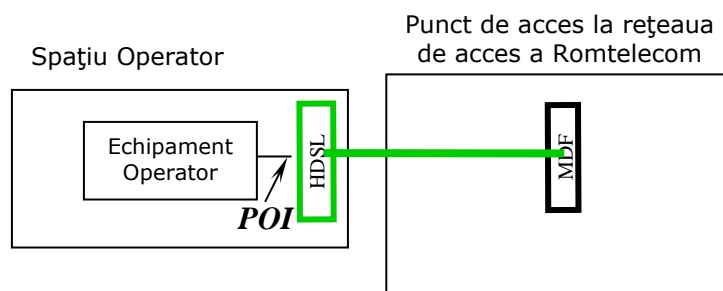 Punct de acces la reţeaua
de acces a Romtelecom
Spaţiu Operator
Echipament
Operator
HDSL
MDF
POI